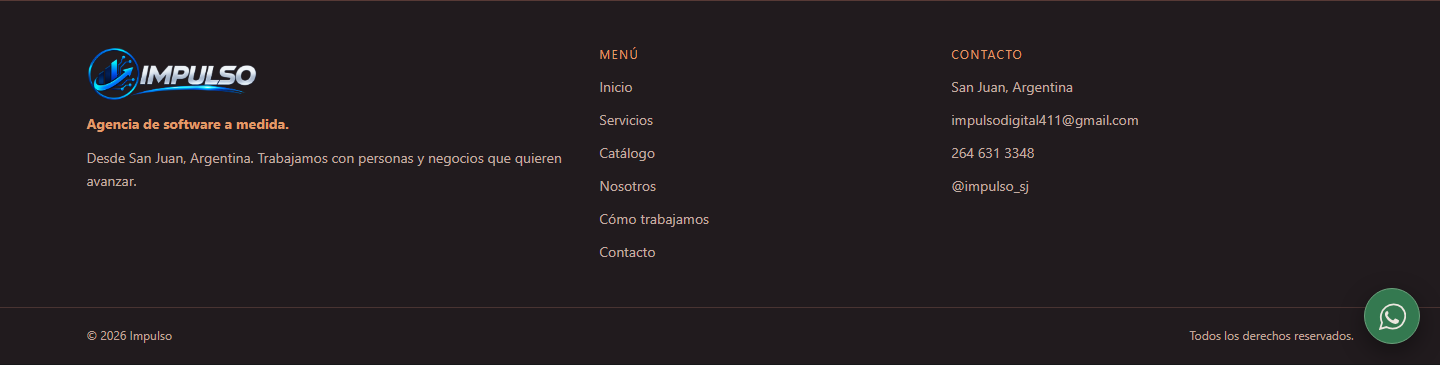 IMPULSO
Agencia de software a medida.
Desde San Juan, Argentina. Trabajamos con personas y negocios que quieren
avanzar.
MENÚ
Inicio
Servicios
Catálogo
Nosotros
Cómo trabajamos
Contacto
CONTACTO
San Juan, Argentina
impulsodigital411@gmail.com
264 631 3348
@impulso_sj
© 2026 Impulso
Todos los derechos reservados.